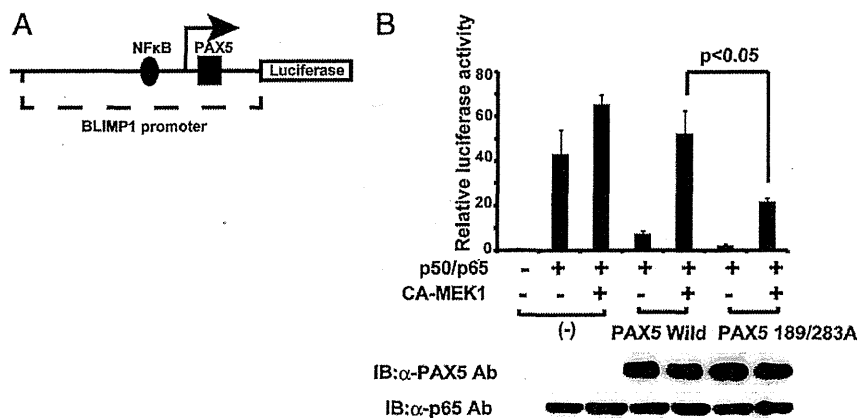 A
NFκB
PAX5
Luciferase
BLIMP1 promoter
B
p<0.05
Relative luciferase activity
80
60
40
20
0
p50/p65 - + + + + + +
CA-MEK1 - - + - + - +
(-) PAX5 Wild PAX5 189/283A
IB:α-PAX5 Ab
IB:α-p65 Ab